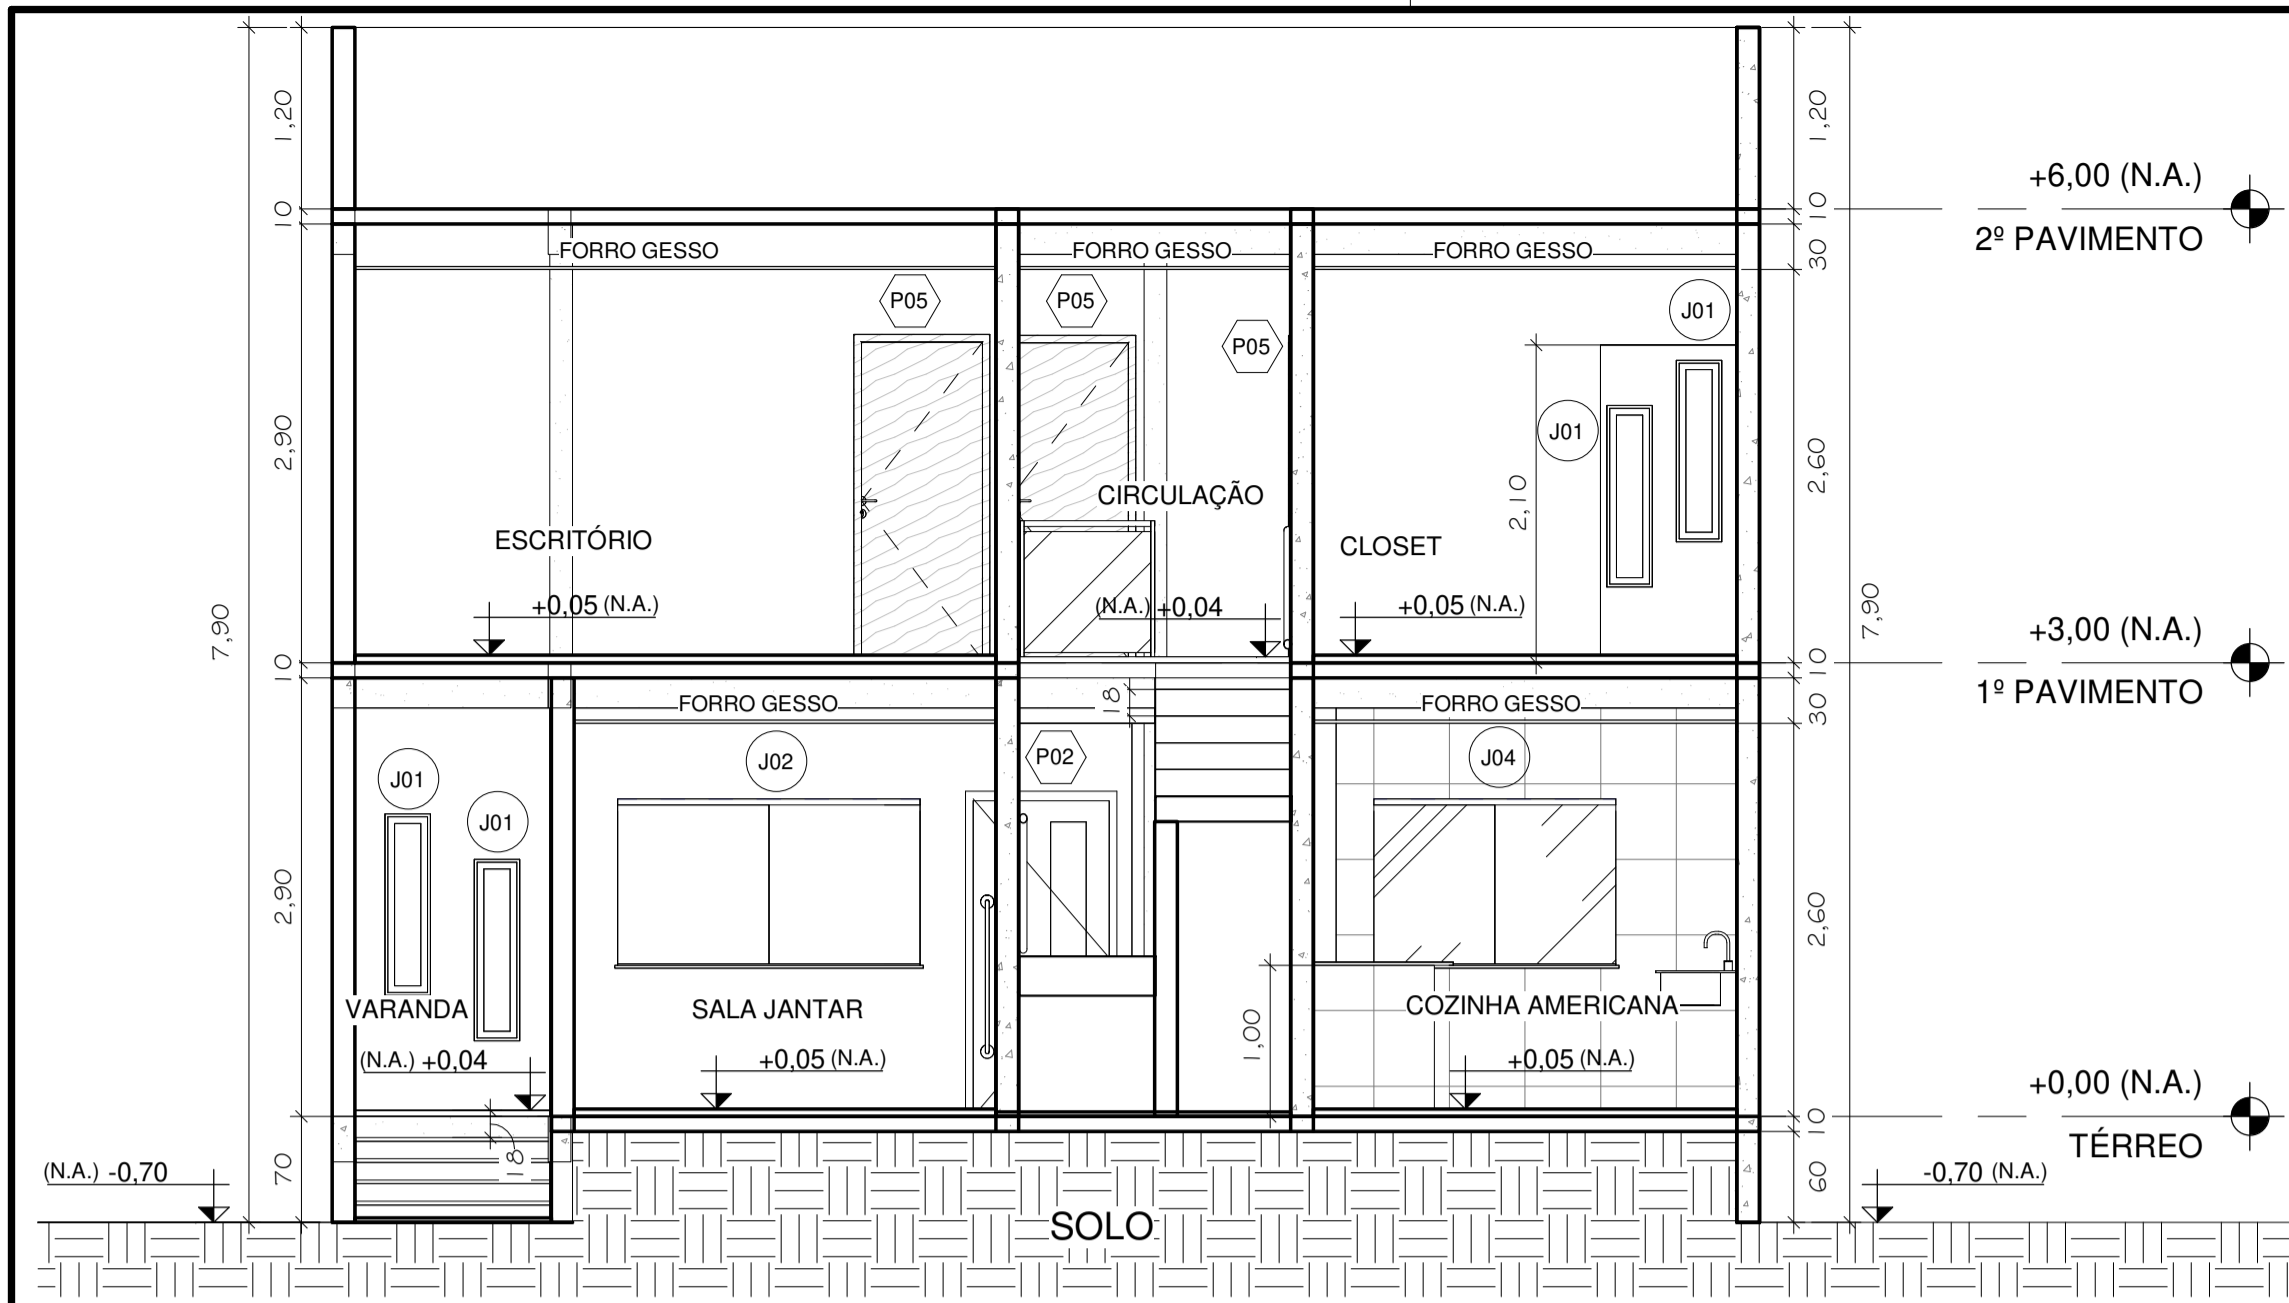 1,20
1,20
+6,00 (N.A.)
10
10
2º PAVIMENTO
FORRO GESSO
FORRO GESSO
FORRO GESSO
30
P05
P05
J01
P05
J01
2,90
2,60
CIRCULAÇÃO
2,10
ESCRITÓRIO
CLOSET
+0,05 (N.A.)
(N.A.) +0,04
+0,05 (N.A.)
7,90
7,90
+3,00 (N.A.)
10
10
1º PAVIMENTO
FORRO GESSO
18
FORRO GESSO
30
J01
J02
P02
J04
J01
2,90
2,60
VARANDA
SALA JANTAR
1,00
COZINHA AMERICANA
(N.A.) +0,04
+0,05 (N.A.)
+0,05 (N.A.)
+0,00 (N.A.)
10
TÉRREO
(N.A.) -0,70
70
18
60
-0,70 (N.A.)
SOLO